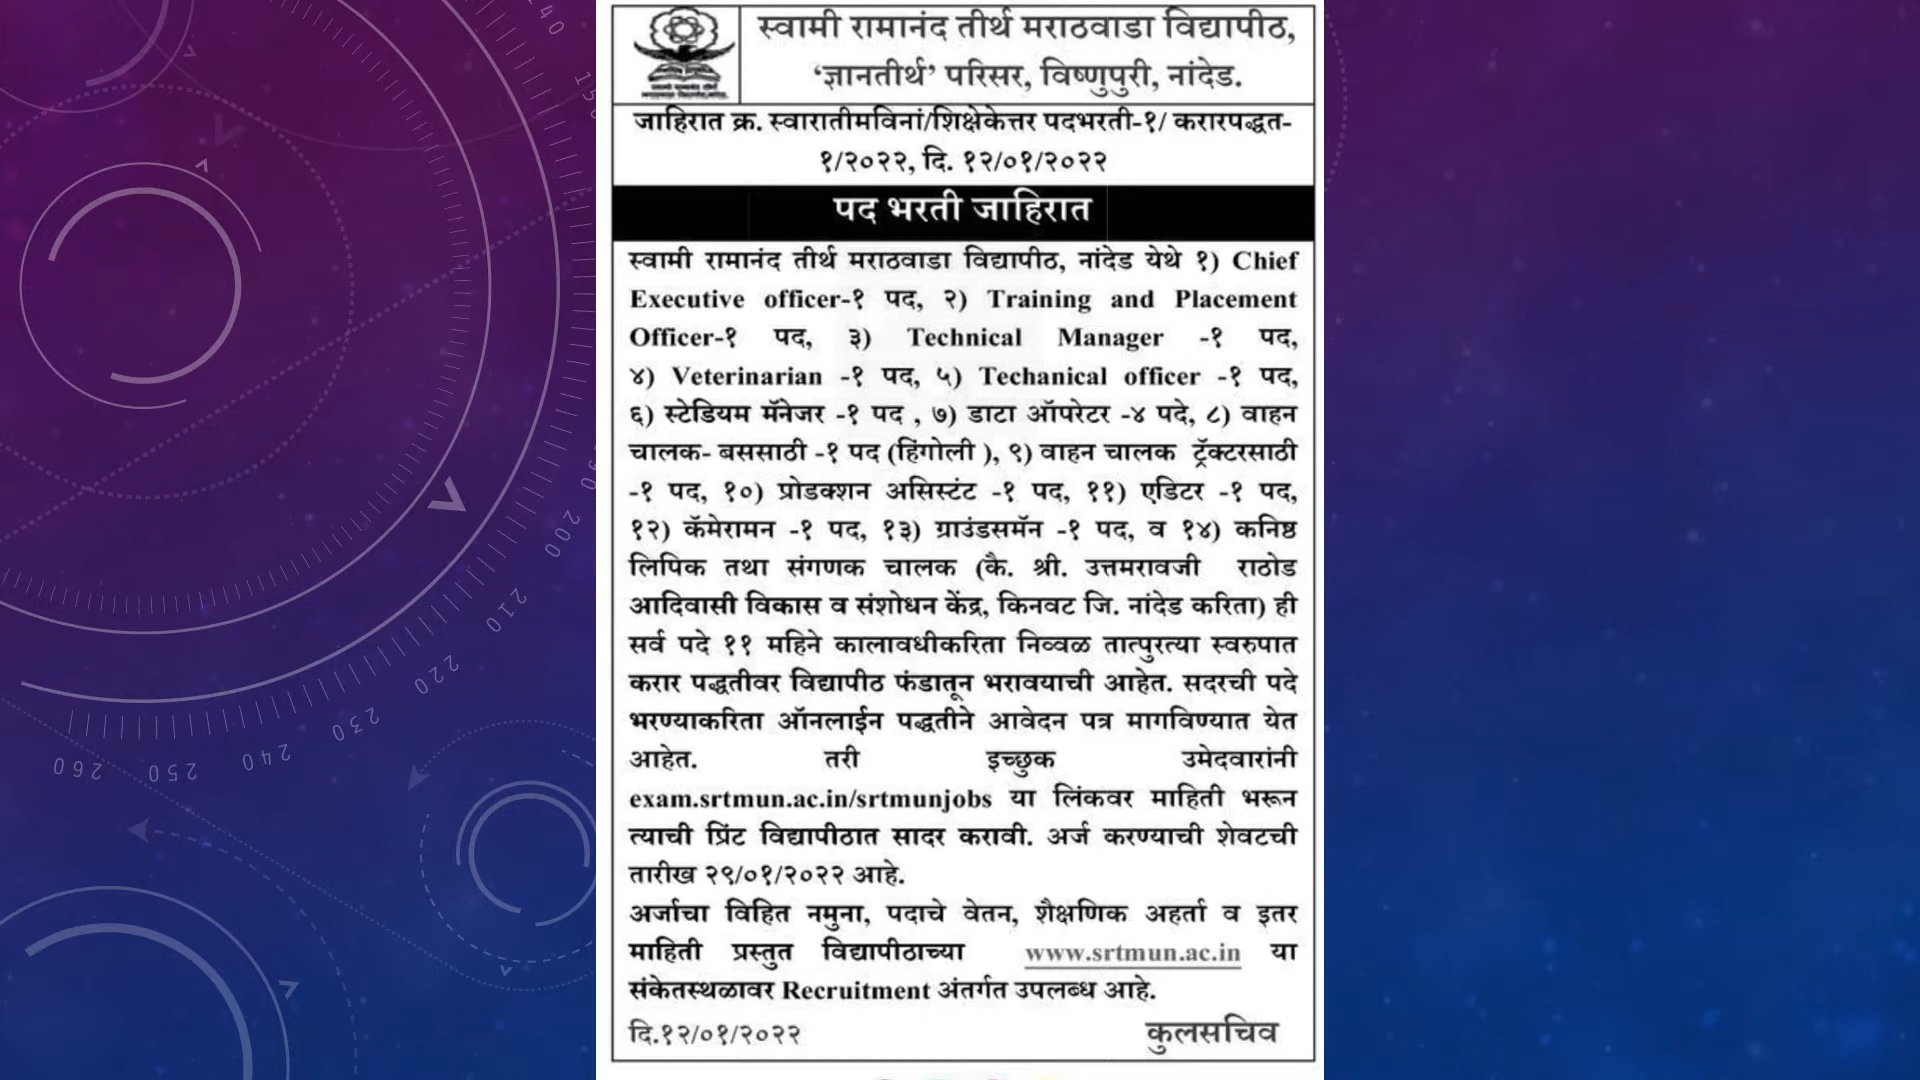 स्वामी रामानंद तीर्थ मराठवाडा विद्यापीठ,
‘ज्ञानतीर्थ’ परिसर, विष्णुपुरी, नांदेड.
जाहिरात क्र. स्वारातीमविनां/शिक्षेकेत्तर पदभरती-१/ करारपद्धत-
१/२०२२, दि. १२/०१/२०२२
पद भरती जाहिरात
स्वामी रामानंद तीर्थ मराठवाडा विद्यापीठ, नांदेड येथे १) Chief
Executive officer-१ पद, २) Training and Placement
Officer-१ पद, ३) Technical Manager -१ पद,
४) Veterinarian -१ पद, ५) Techanical officer -१ पद,
६) स्टेडियम मॅनेजर -१ पद , ७) डाटा ऑपरेटर -४ पदे, ८) वाहन
चालक- बससाठी -१ पद (हिंगोली ), ९) वाहन चालक ट्रॅक्टरसाठी
-१ पद, १०) प्रोडक्शन असिस्टंट -१ पद, ११) एडिटर -१ पद,
१२) कॅमेरामन -१ पद, १३) ग्राउंडसमॅन -१ पद, व १४) कनिष्ठ
लिपिक तथा संगणक चालक (कै. श्री. उत्तमरावजी राठोड
आदिवासी विकास व संशोधन केंद्र, किनवट जि. नांदेड करिता) ही
सर्व पदे ११ महिने कालावधीकरिता निव्वळ तात्पुरत्या स्वरुपात
करार पद्धतीवर विद्यापीठ फंडातून भरावयाची आहेत. सदरची पदे
भरण्याकरिता ऑनलाईन पद्धतीने आवेदन पत्र मागविण्यात येत
आहेत. तरी इच्छुक उमेदवारांनी
exam.srtmun.ac.in/srtmunjobs या लिंकवर माहिती भरून
त्याची प्रिंट विद्यापीठात सादर करावी. अर्ज करण्याची शेवटची
तारीख २९/०१/२०२२ आहे.
अर्जाचा विहित नमुना, पदाचे वेतन, शैक्षणिक अहर्ता व इतर
माहिती प्रस्तुत विद्यापीठाच्या www.srtmun.ac.in या
संकेतस्थळावर Recruitment अंतर्गत उपलब्ध आहे.
दि.१२/०१/२०२२ कुलसचिव
140
150
200
210
220
230
240
250
260